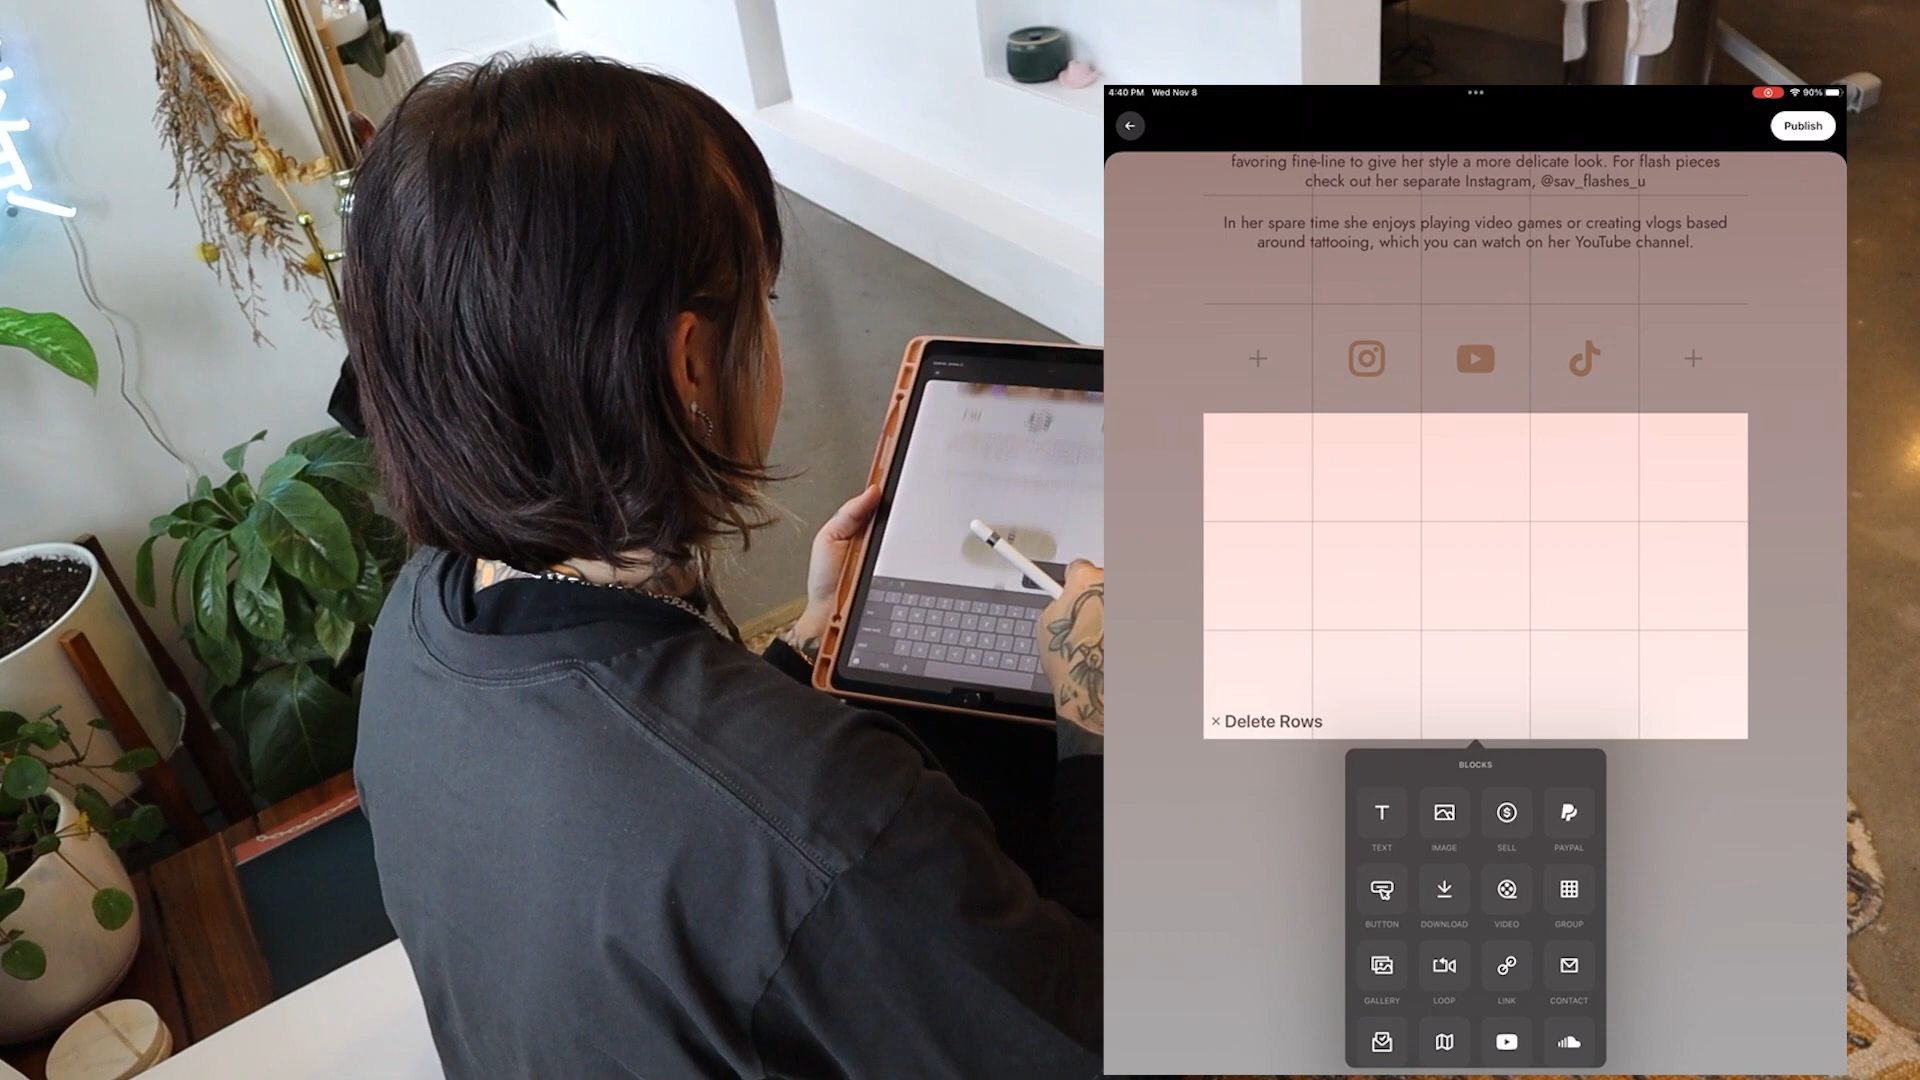 4:40 PM Wed Nov 8
90%
Publish
favoring fine-line to give her style a more delicate look. For flash pieces
check out her separate Instagram, @sav_flashes_u
In her spare time she enjoys playing video games or creating vlogs based
around tattooing, which you can watch on her YouTube channel.
× Delete Rows
BLOCKS
TEXT IMAGE SELL PAYPAL
BUTTON DOWNLOAD VIDEO GROUP
GALLERY LOOP LINK CONTACT